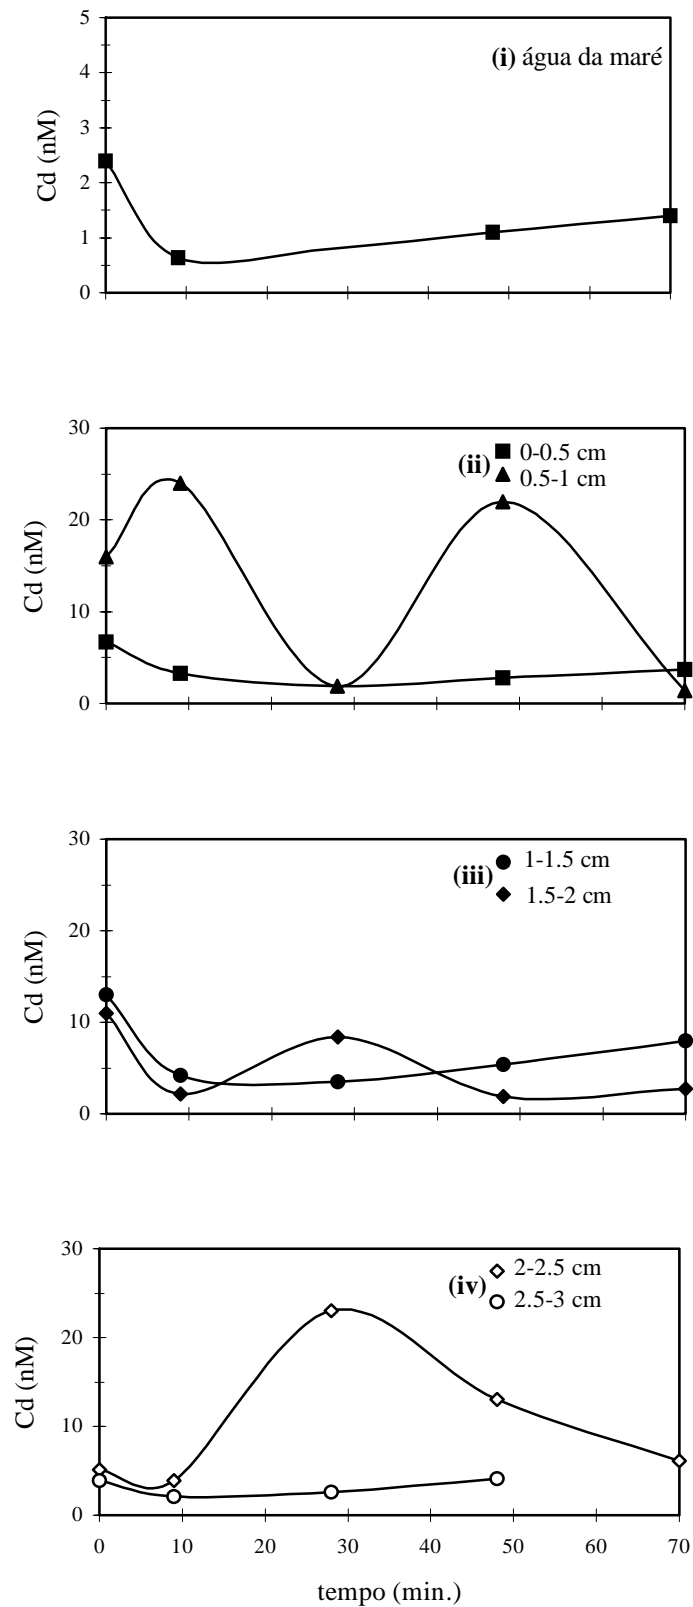 5
(i) água da maré
4
3
Cd (nM)
2
1
0
30
0-0.5 cm
(ii)
0.5-1 cm
20
Cd (nM)
10
0
30
1-1.5 cm
(iii)
1.5-2 cm
20
Cd (nM)
10
0
30
2-2.5 cm
(iv)
2.5-3 cm
20
Cd (nM)
10
0
0 10 20 30 40 50 60 70
tempo (min.)